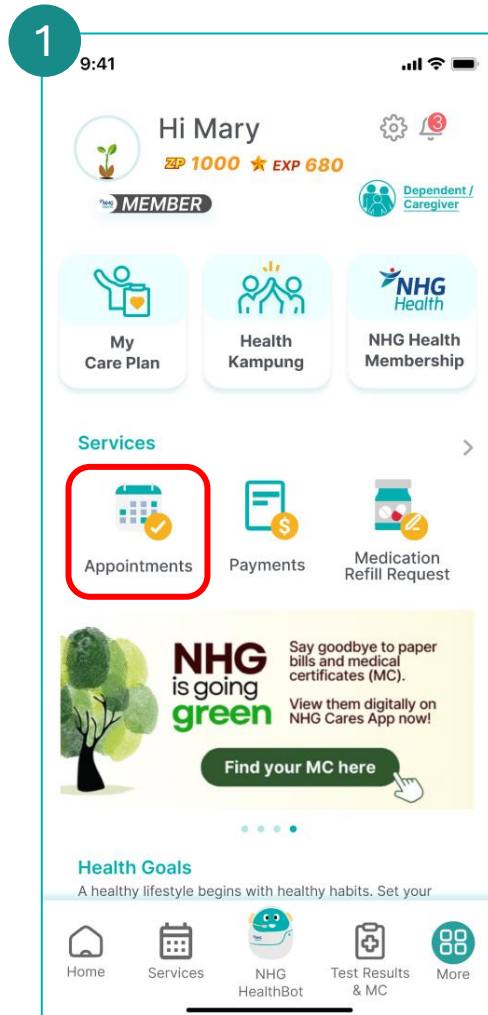 1
9:41
Hi Mary
3
ZP 1000 EXP 680
MEMBER
Dependent /
Caregiver
My
Care Plan
Health
Kampung
NHG
Health
NHG Health
Membership
Services
Appointments
Payments
Medication
Refill Request
NHG
is going
green
Say goodbye to paper
bills and medical
certificates (MC).
View them digitally on
NHG Cares App now!
Find your MC here
Health Goals
A healthy lifestyle begins with healthy habits. Set your
Home
Services
NHG
HealthBot
Test Results
& MC
More